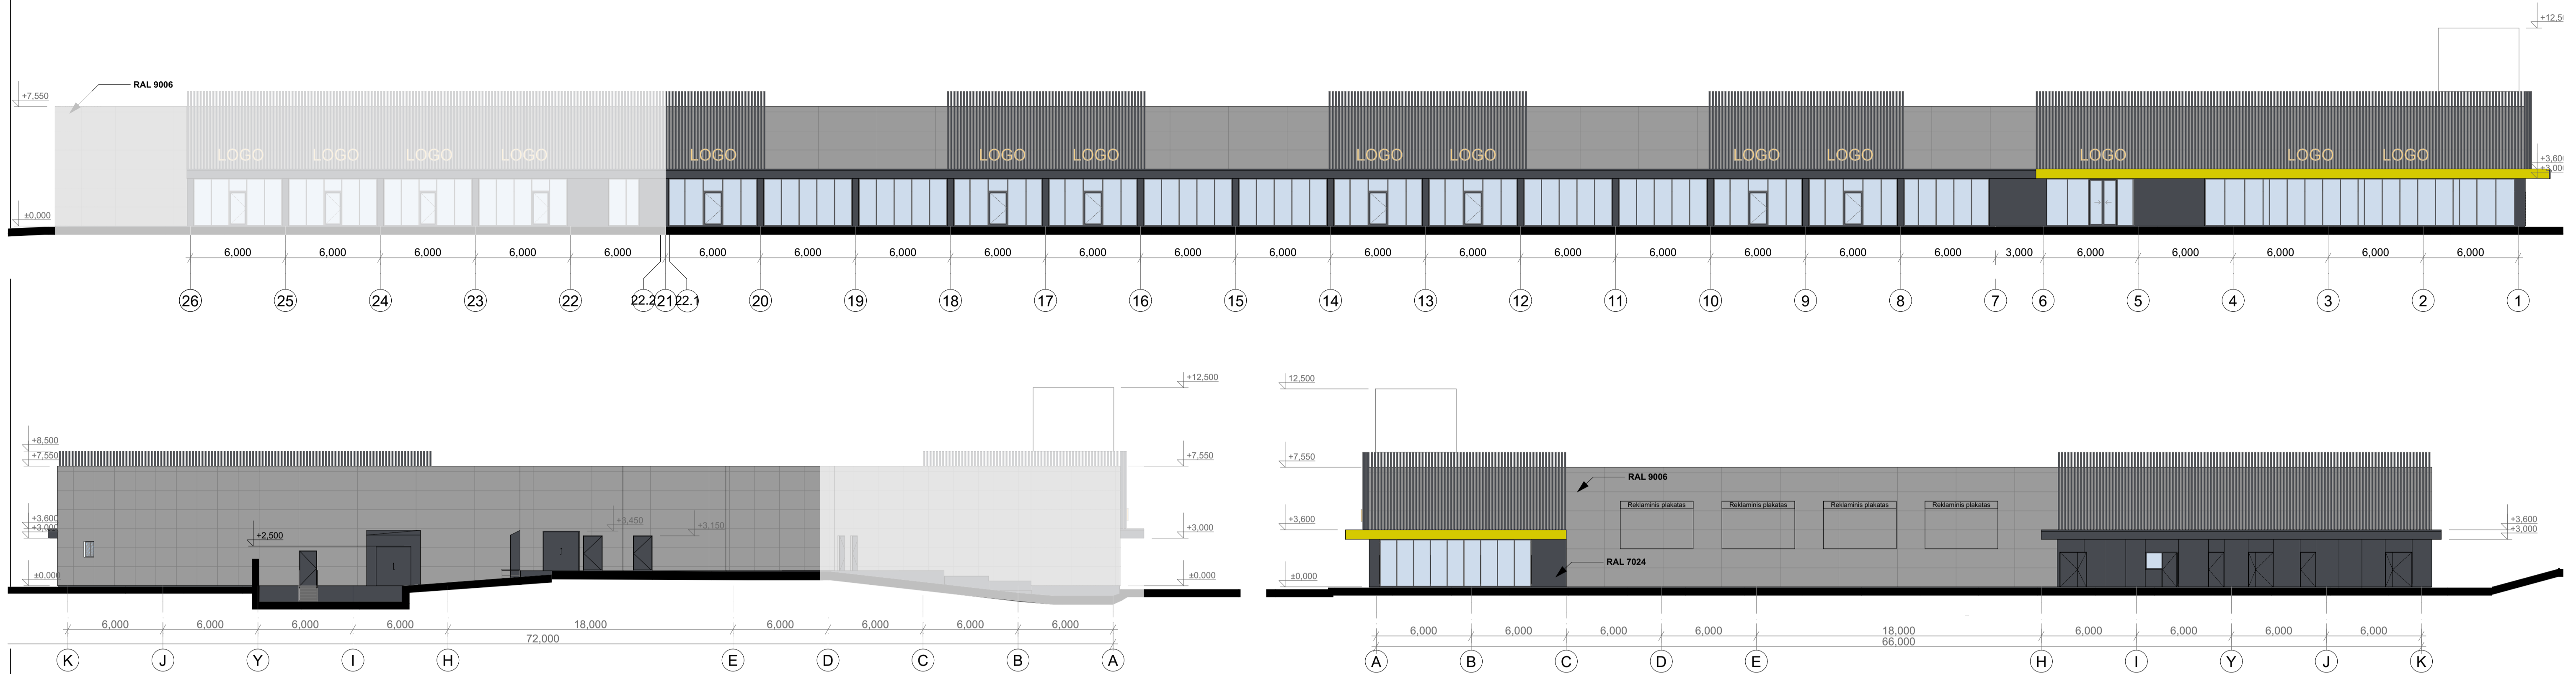 +12,50
RAL 9006
+7,550
LOGO LOGO LOGO LOGO LOGO LOGO LOGO LOGO LOGO LOGO LOGO LOGO LOGO LOGO
+3,600
+3,000
±0,000
6,000 6,000 6,000 6,000 6,000 6,000 6,000 6,000 6,000 6,000 6,000 6,000 6,000 6,000 6,000 6,000 6,000 6,000 6,000 3,000 6,000 6,000 6,000 6,000 6,000
26 25 24 23 22 22.2 21 22.1 20 19 18 17 16 15 14 13 12 11 10 9 8 7 6 5 4 3 2 1
+12,500
+8,500
+7,550
+7,550
+3,600
+3,000
+3,450
+3,150
+3,000
+2,500
±0,000
±0,000
6,000 6,000 6,000 6,000 18,000 6,000 6,000 6,000 6,000
72,000
K J Y I H E D C B A
12,500
+7,550
RAL 9006
Reklaminis plakatas Reklaminis plakatas Reklaminis plakatas Reklaminis plakatas
+3,600
+3,600
+3,000
RAL 7024
±0,000
6,000 6,000 6,000 6,000 18,000 6,000 6,000 6,000 6,000
66,000
A B C D E H I Y J K